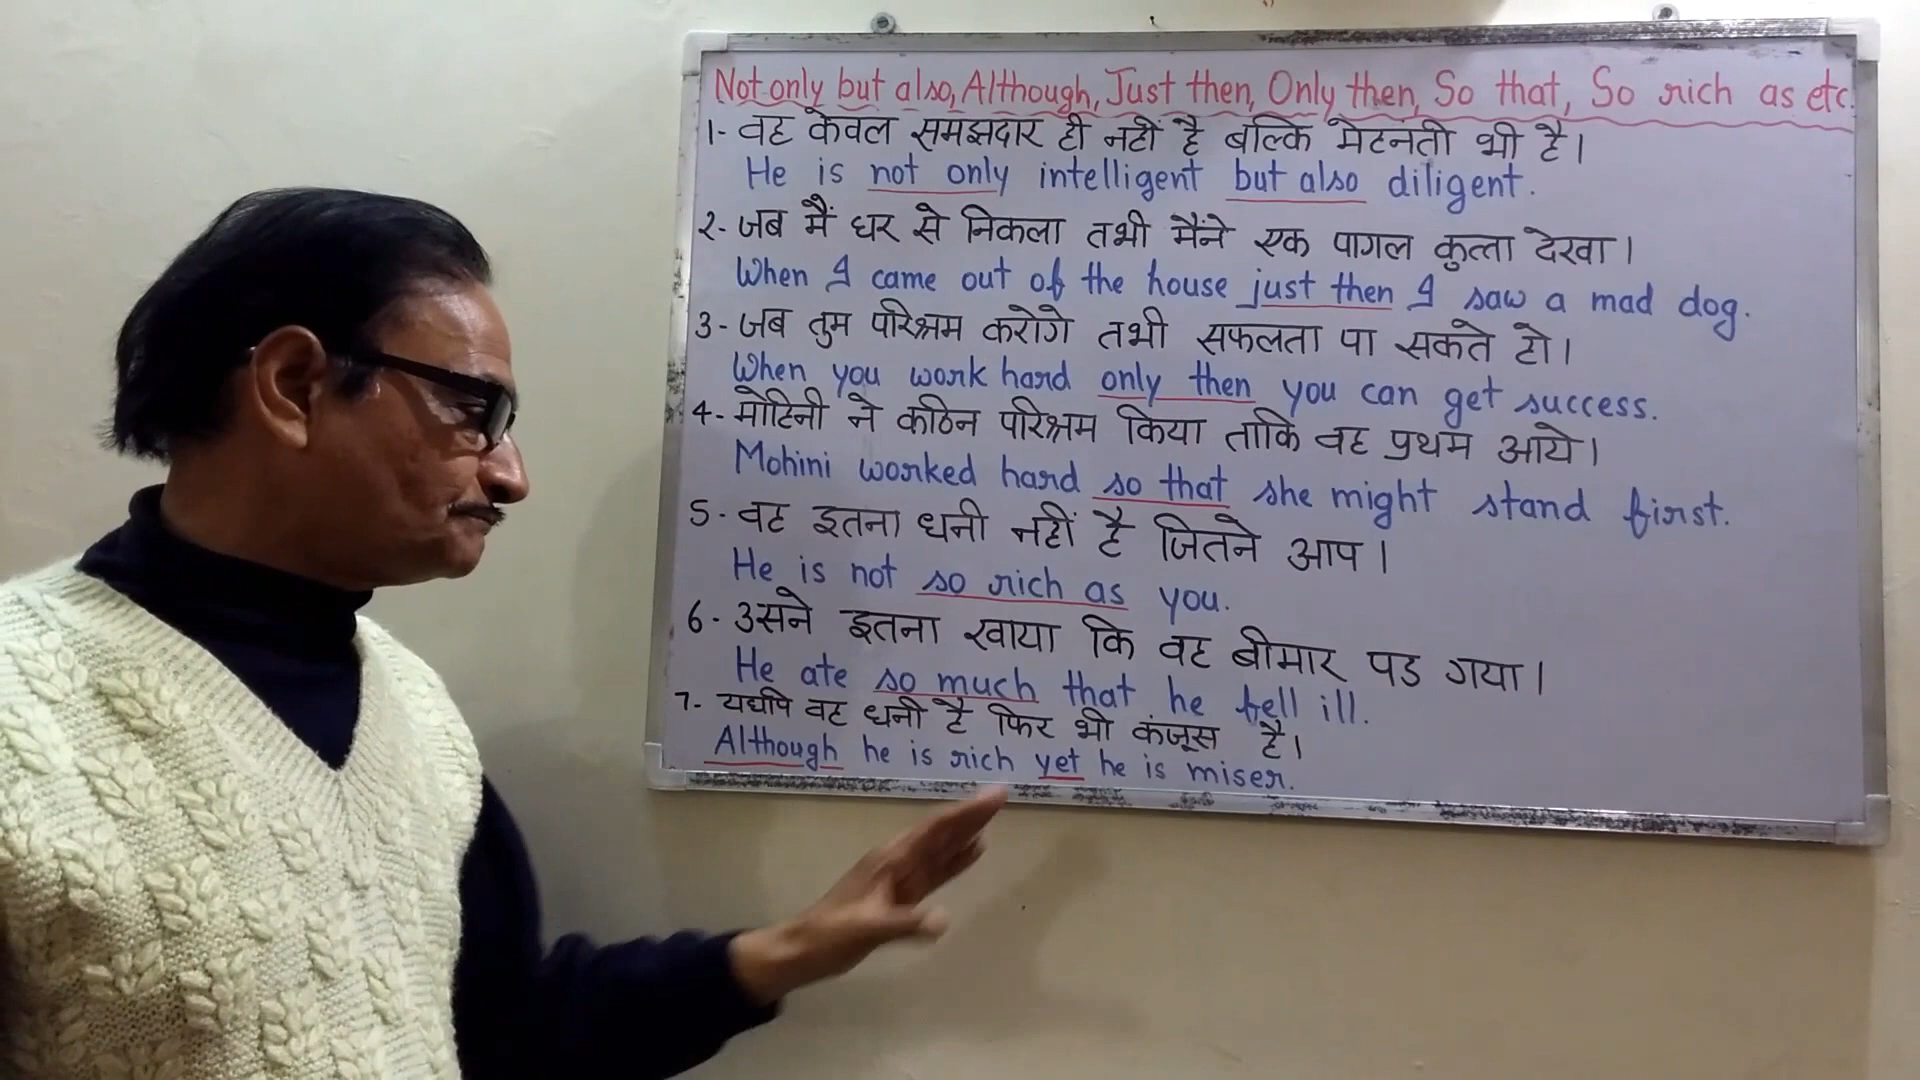 Not only but also, Although, Just then, Only then, So that, So rich as etc.
1- वह केवल समझदार ही नहीं है बल्कि मेहनती भी है।
He is not only intelligent but also diligent.
2- जब मैं घर से निकला तभी मैंने एक पागल कुत्ता देखा।
When I came out of the house just then I saw a mad dog.
3- जब तुम परिश्रम करोगे तभी सफलता पा सकते हो।
When you work hard only then you can get success.
4- मोहिनी ने कठिन परिश्रम किया ताकि वह प्रथम आये।
Mohini worked hard so that she might stand first.
5- वह इतना धनी नहीं है जितने आप।
He is not so rich as you.
6- उसने इतना खाया कि वह बीमार पड गया।
He ate so much that he fell ill.
7- यद्यपि वह धनी है फिर भी कंजूस है।
Although he is rich yet he is miser.